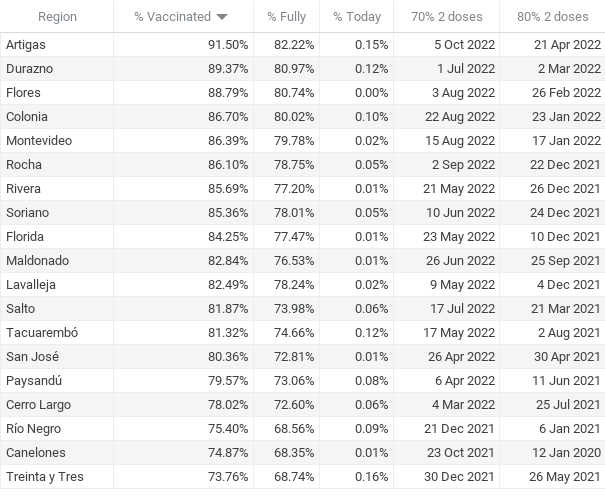 Region % Vaccinated % Fully % Today 70% 2 doses 80% 2 doses
Artigas 91.50% 82.22% 0.15% 5 Oct 2022 21 Apr 2022
Durazno 89.37% 80.97% 0.12% 1 Jul 2022 2 Mar 2022
Flores 88.79% 80.74% 0.00% 3 Aug 2022 26 Feb 2022
Colonia 86.70% 80.02% 0.10% 22 Aug 2022 23 Jan 2022
Montevideo 86.39% 79.78% 0.02% 15 Aug 2022 17 Jan 2022
Rocha 86.10% 78.75% 0.05% 2 Sep 2022 22 Dec 2021
Rivera 85.69% 77.20% 0.01% 21 May 2022 26 Dec 2021
Soriano 85.36% 78.01% 0.05% 10 Jun 2022 24 Dec 2021
Florida 84.25% 77.47% 0.01% 23 May 2022 10 Dec 2021
Maldonado 82.84% 76.53% 0.01% 26 Jun 2022 25 Sep 2021
Lavalleja 82.49% 78.24% 0.02% 9 May 2022 4 Dec 2021
Salto 81.87% 73.98% 0.06% 17 Jul 2022 21 Mar 2021
Tacuarembó 81.32% 74.66% 0.12% 17 May 2022 2 Aug 2021
San José 80.36% 72.81% 0.01% 26 Apr 2022 30 Apr 2021
Paysandú 79.57% 73.06% 0.08% 6 Apr 2022 11 Jun 2021
Cerro Largo 78.02% 72.60% 0.06% 4 Mar 2022 25 Jul 2021
Río Negro 75.40% 68.56% 0.09% 21 Dec 2021 6 Jan 2021
Canelones 74.87% 68.35% 0.01% 23 Oct 2021 12 Jan 2020
Treinta y Tres 73.76% 68.74% 0.16% 30 Dec 2021 26 May 2021